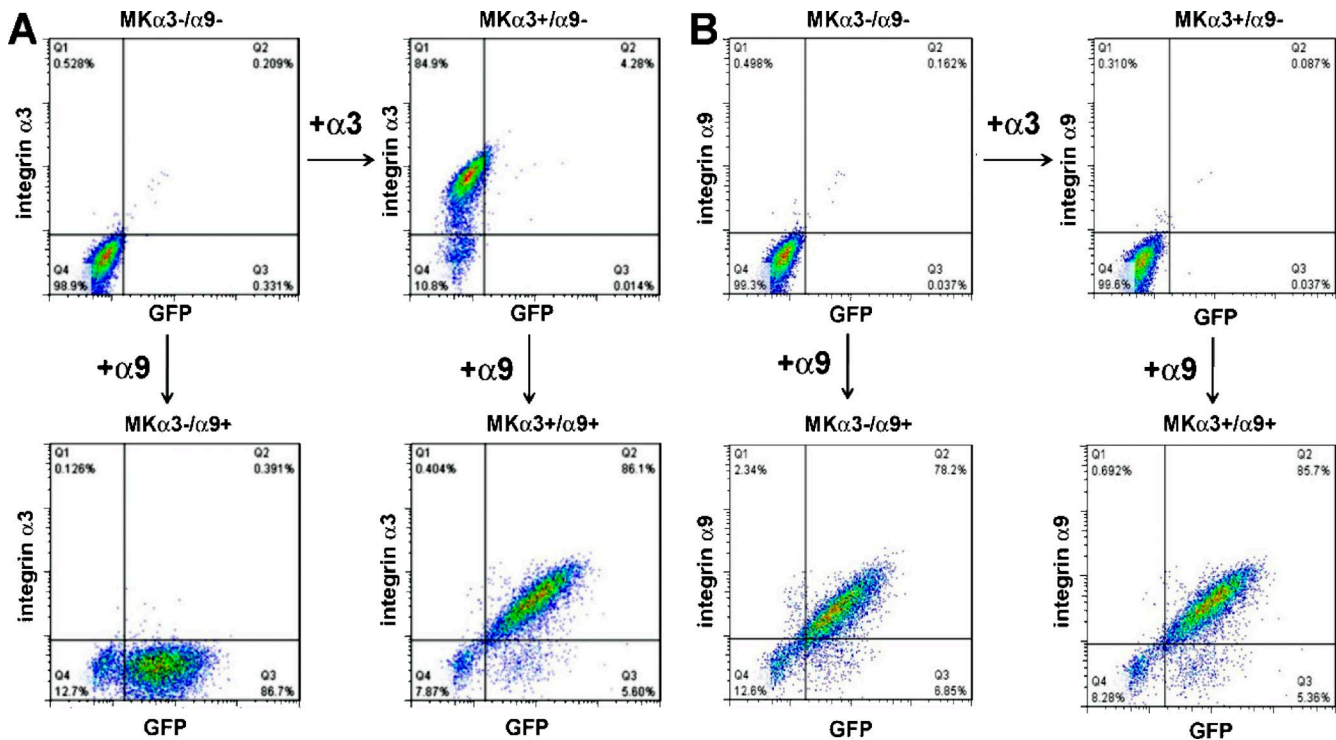 A
MKα3-/α9-
Q1
0.528%
Q2
0.209%
integrin α3
Q4
98.9%
Q3
0.331%
GFP
+α3
MKα3+/α9-
Q1
84.9%
Q2
4.28%
integrin α3
Q4
10.8%
Q3
0.014%
GFP
+α9
+α9
MKα3-/α9+
Q1
0.126%
Q2
0.391%
integrin α3
Q4
12.7%
Q3
86.7%
GFP
MKα3+/α9+
Q1
0.404%
Q2
86.1%
integrin α3
Q4
7.87%
Q3
5.60%
GFP
B
MKα3-/α9-
Q1
0.498%
Q2
0.162%
integrin α9
Q4
99.3%
Q3
0.037%
GFP
+α3
MKα3+/α9-
Q1
0.310%
Q2
0.087%
integrin α9
Q4
99.6%
Q3
0.037%
GFP
+α9
+α9
MKα3-/α9+
Q1
2.34%
Q2
78.2%
integrin α9
Q4
12.6%
Q3
6.85%
GFP
MKα3+/α9+
Q1
0.692%
Q2
85.7%
integrin α9
Q4
8.28%
Q3
5.36%
GFP